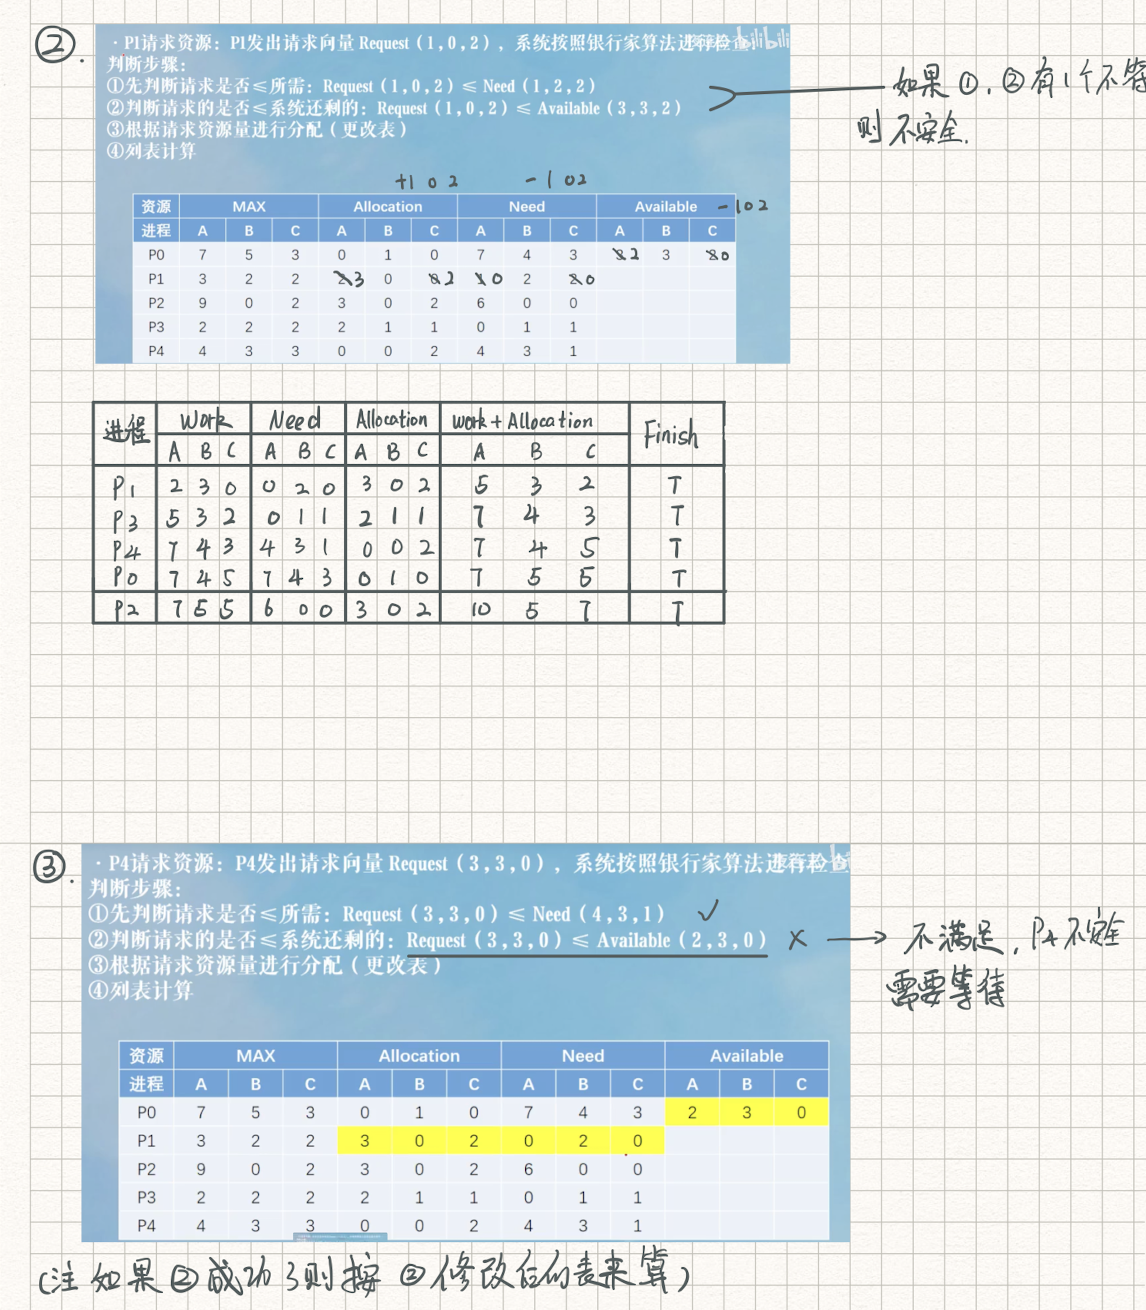 ②.
· P1请求资源：P1发出请求向量 Request（1，0，2），系统按照银行家算法进行检查
bilibili
判断步骤：
①先判断请求是否≤所需：Request（1，0，2）≤ Need（1，2，2）
②判断请求的是否≤系统还剩的：Request（1，0，2）≤ Available（3，3，2）
③根据请求资源量进行分配（更改表）
④列表计算
如果①.②有1个不
则不安全.
+1 0 2 -1 0 2
资源 MAX Allocation Need Available -102
进程 A B C A B C A B C A B C
P0 7 5 3 0 1 0 7 4 3 2 3 0
P1 3 2 2 3 0 2 0 2 0
P2 9 0 2 3 0 2 6 0 0
P3 2 2 2 2 1 1 0 1 1
P4 4 3 3 0 0 2 4 3 1
进程 Work Need Allocation work+Allocation Finish
A B C A B C A B C A B C
P1 2 3 0 0 2 0 3 0 2 5 3 2 T
P3 5 3 2 0 1 1 2 1 1 7 4 3 T
P4 7 4 3 4 3 1 0 0 2 7 4 5 T
P0 7 4 5 7 4 3 0 1 0 7 5 5 T
P2 7 5 5 6 0 0 3 0 2 10 5 7 T
③.
· P4请求资源：P4发出请求向量 Request（3，3，0），系统按照银行家算法进行检查
判断步骤：
①先判断请求是否≤所需：Request（3，3，0）≤ Need（4，3，1） ✓
②判断请求的是否≤系统还剩的：Request（3，3，0）≤ Available（2，3，0） × → 不满足，P4不安全
需要等待
③根据请求资源量进行分配（更改表）
④列表计算
资源 MAX Allocation Need Available
进程 A B C A B C A B C A B C
P0 7 5 3 0 1 0 7 4 3 2 3 0
P1 3 2 2 3 0 2 0 2 0
P2 9 0 2 3 0 2 6 0 0
P3 2 2 2 2 1 1 0 1 1
P4 4 3 3 0 0 2 4 3 1
(注 如果②成功了则按②修改后的表来算)